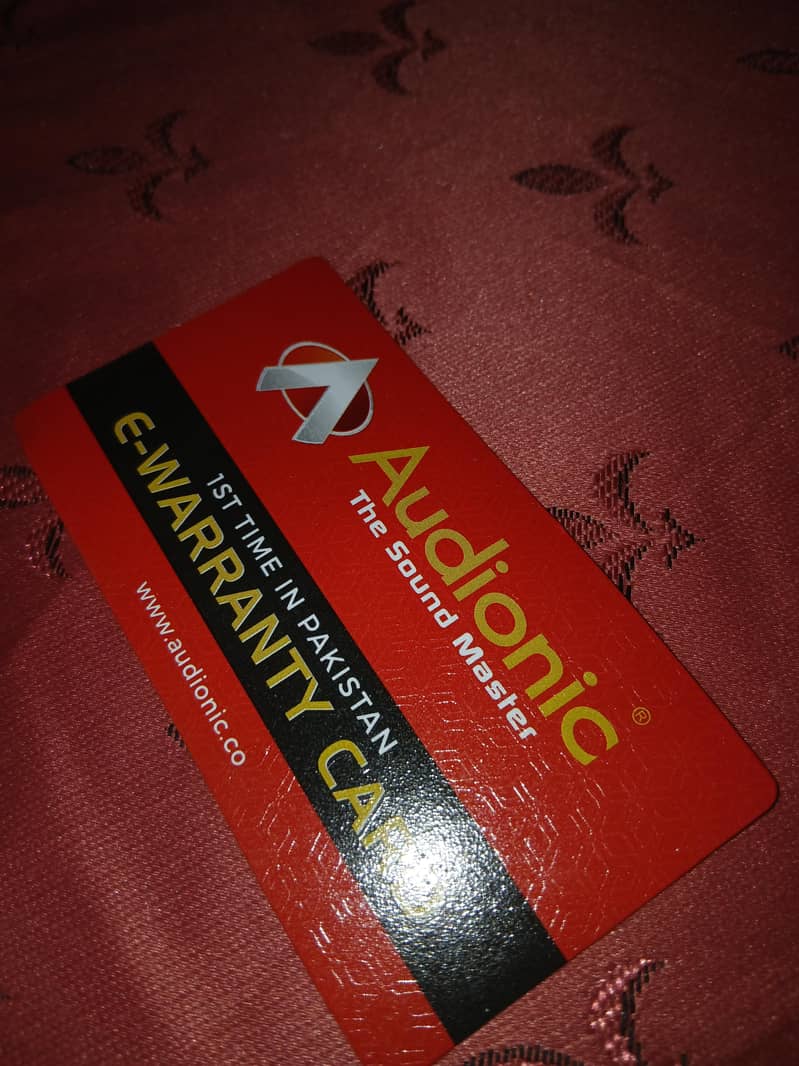 Audionic®
The Sound Master
1ST TIME IN PAKISTAN
E-WARRANTY CARD
www.audionic.co